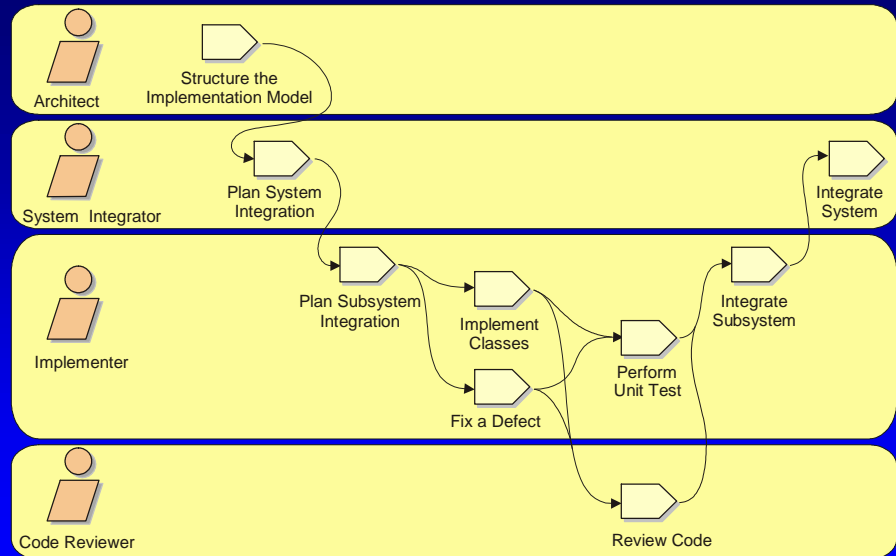 Structure the
Implementation Model
Architect
Plan System
Integration
Integrate
System
System Integrator
Plan Subsystem
Integration
Implement
Classes
Integrate
Subsystem
Implementer
Perform
Unit Test
Fix a Defect
Code Reviewer
Review Code